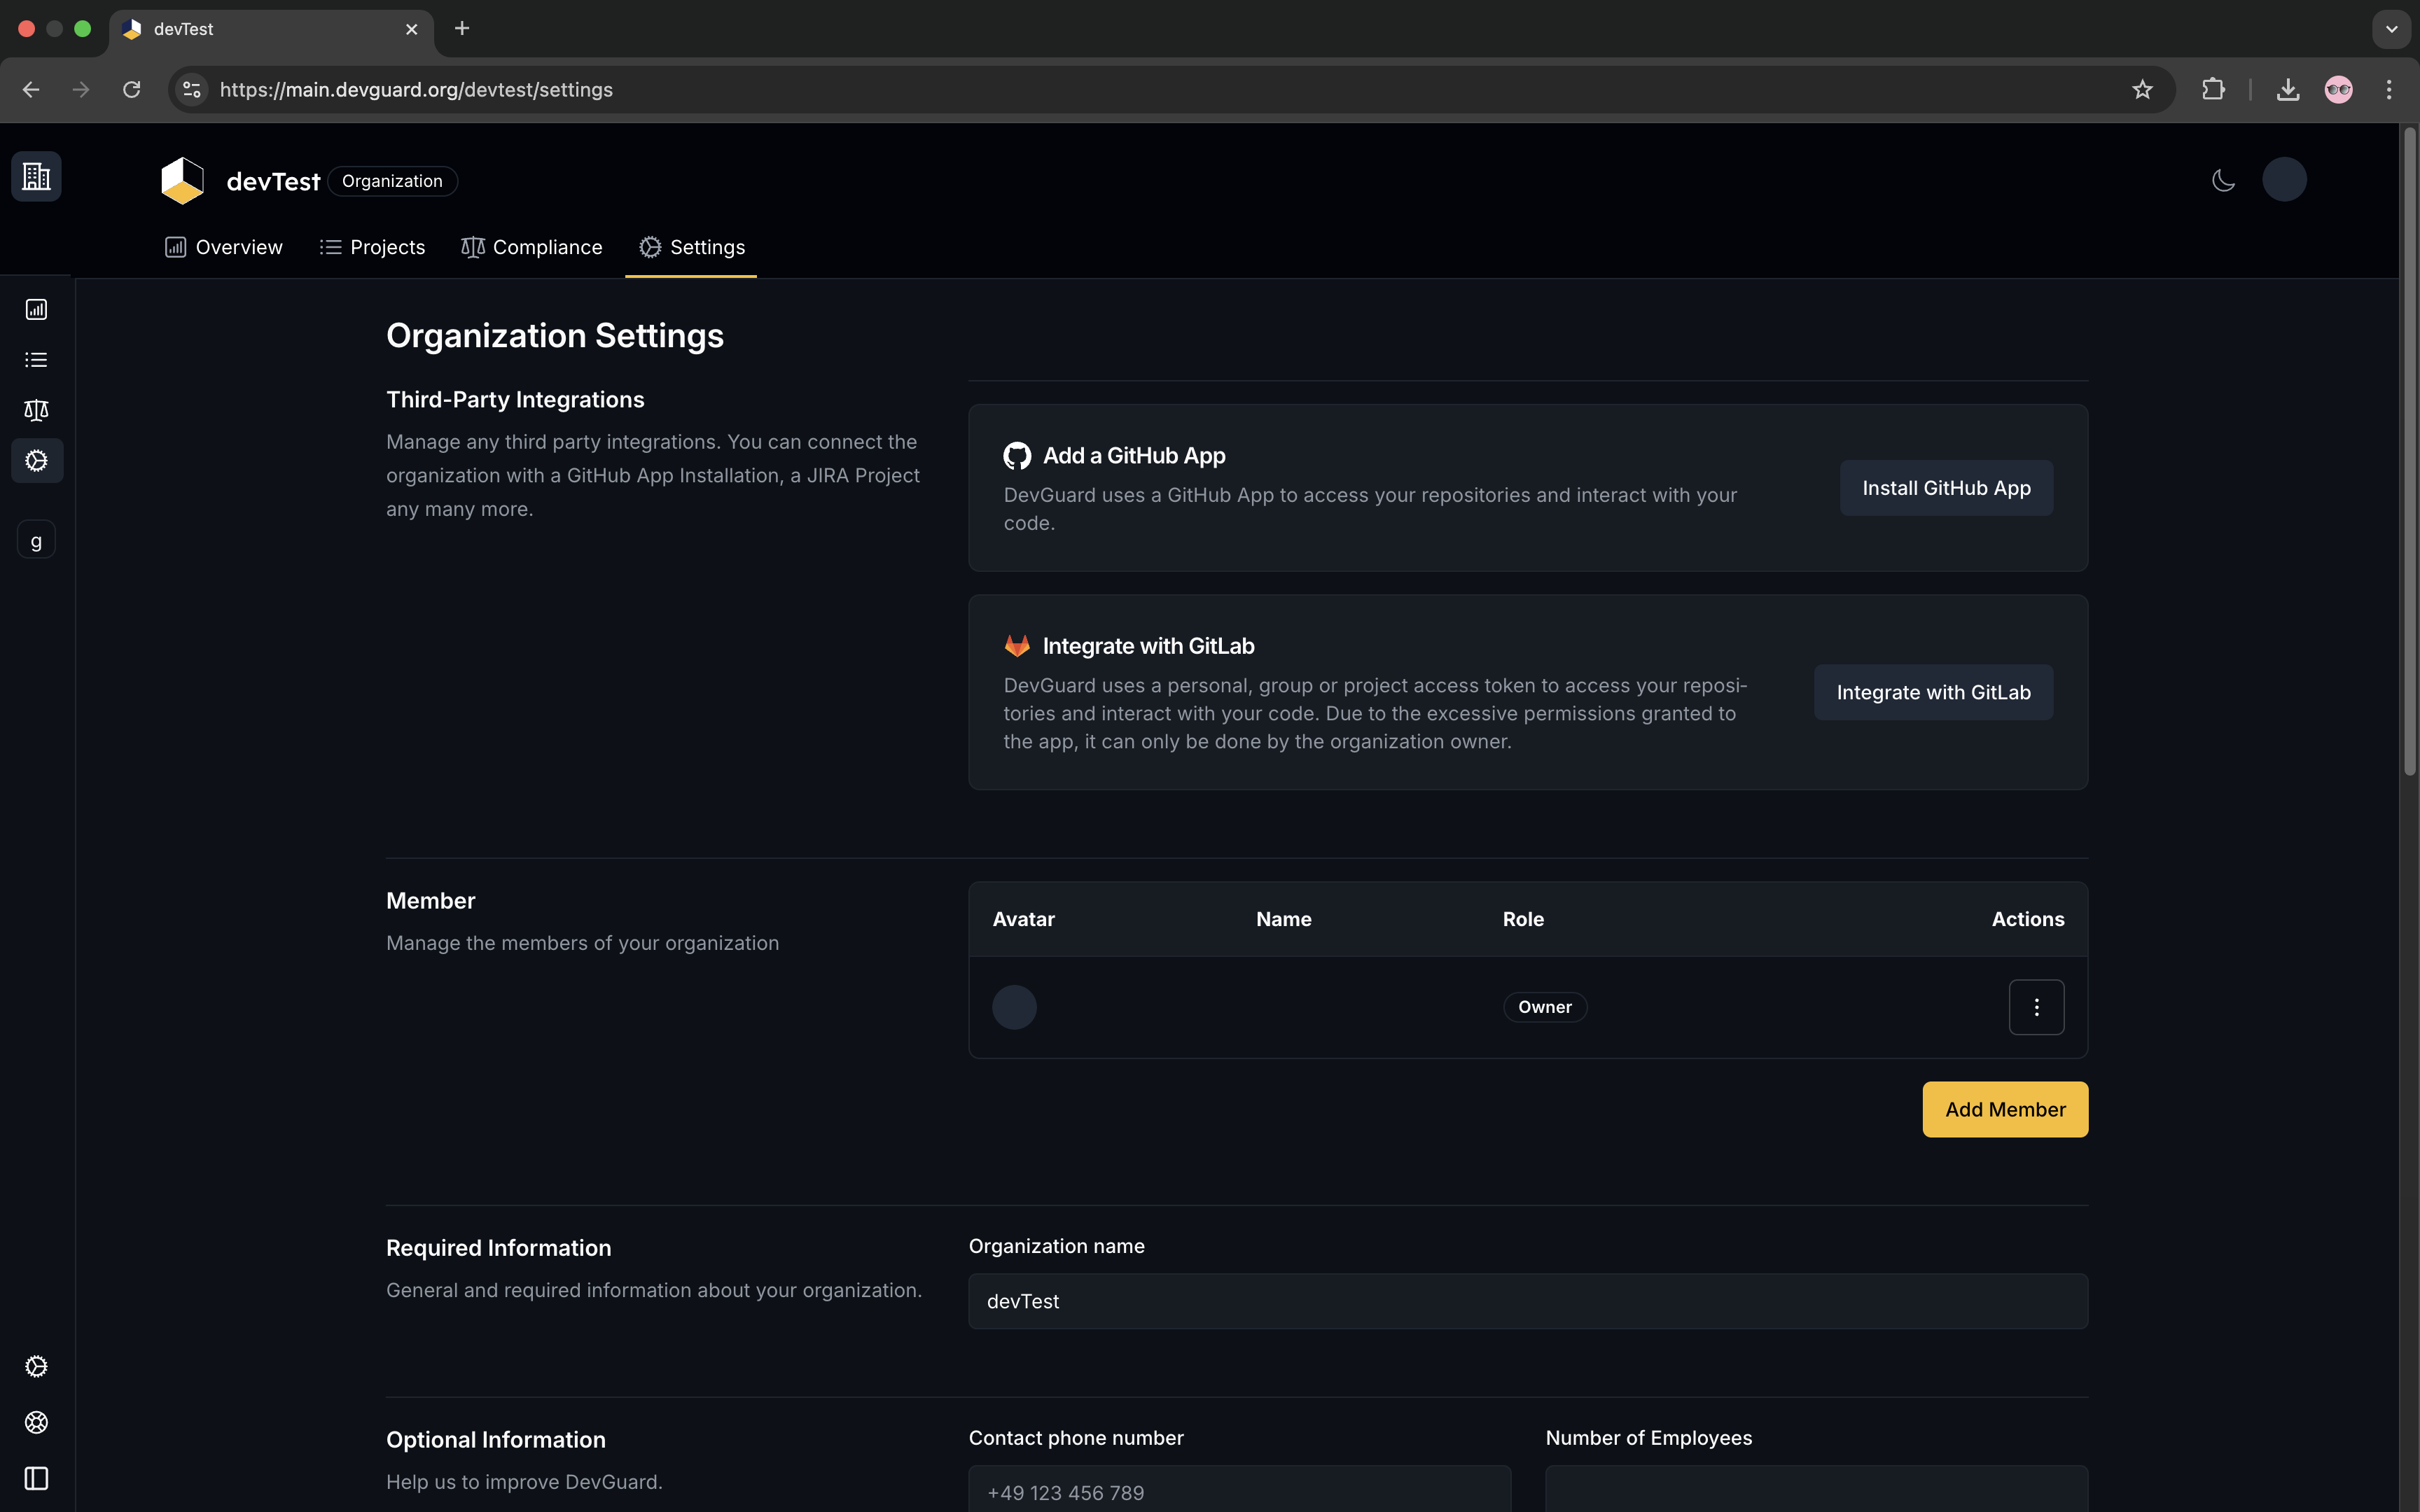 devTest
https://main.devguard.org/devtest/settings
devTest Organization
Overview Projects Compliance Settings
g
Organization Settings
Third-Party Integrations
Manage any third party integrations. You can connect the
organization with a GitHub App Installation, a JIRA Project
any many more.
Add a GitHub App
DevGuard uses a GitHub App to access your repositories and interact with your
code.
Install GitHub App
Integrate with GitLab
DevGuard uses a personal, group or project access token to access your reposi-
tories and interact with your code. Due to the excessive permissions granted to
the app, it can only be done by the organization owner.
Integrate with GitLab
Member
Manage the members of your organization
Avatar Name Role Actions
Owner
Add Member
Required Information
General and required information about your organization.
Organization name
devTest
Optional Information
Help us to improve DevGuard.
Contact phone number
+49 123 456 789
Number of Employees